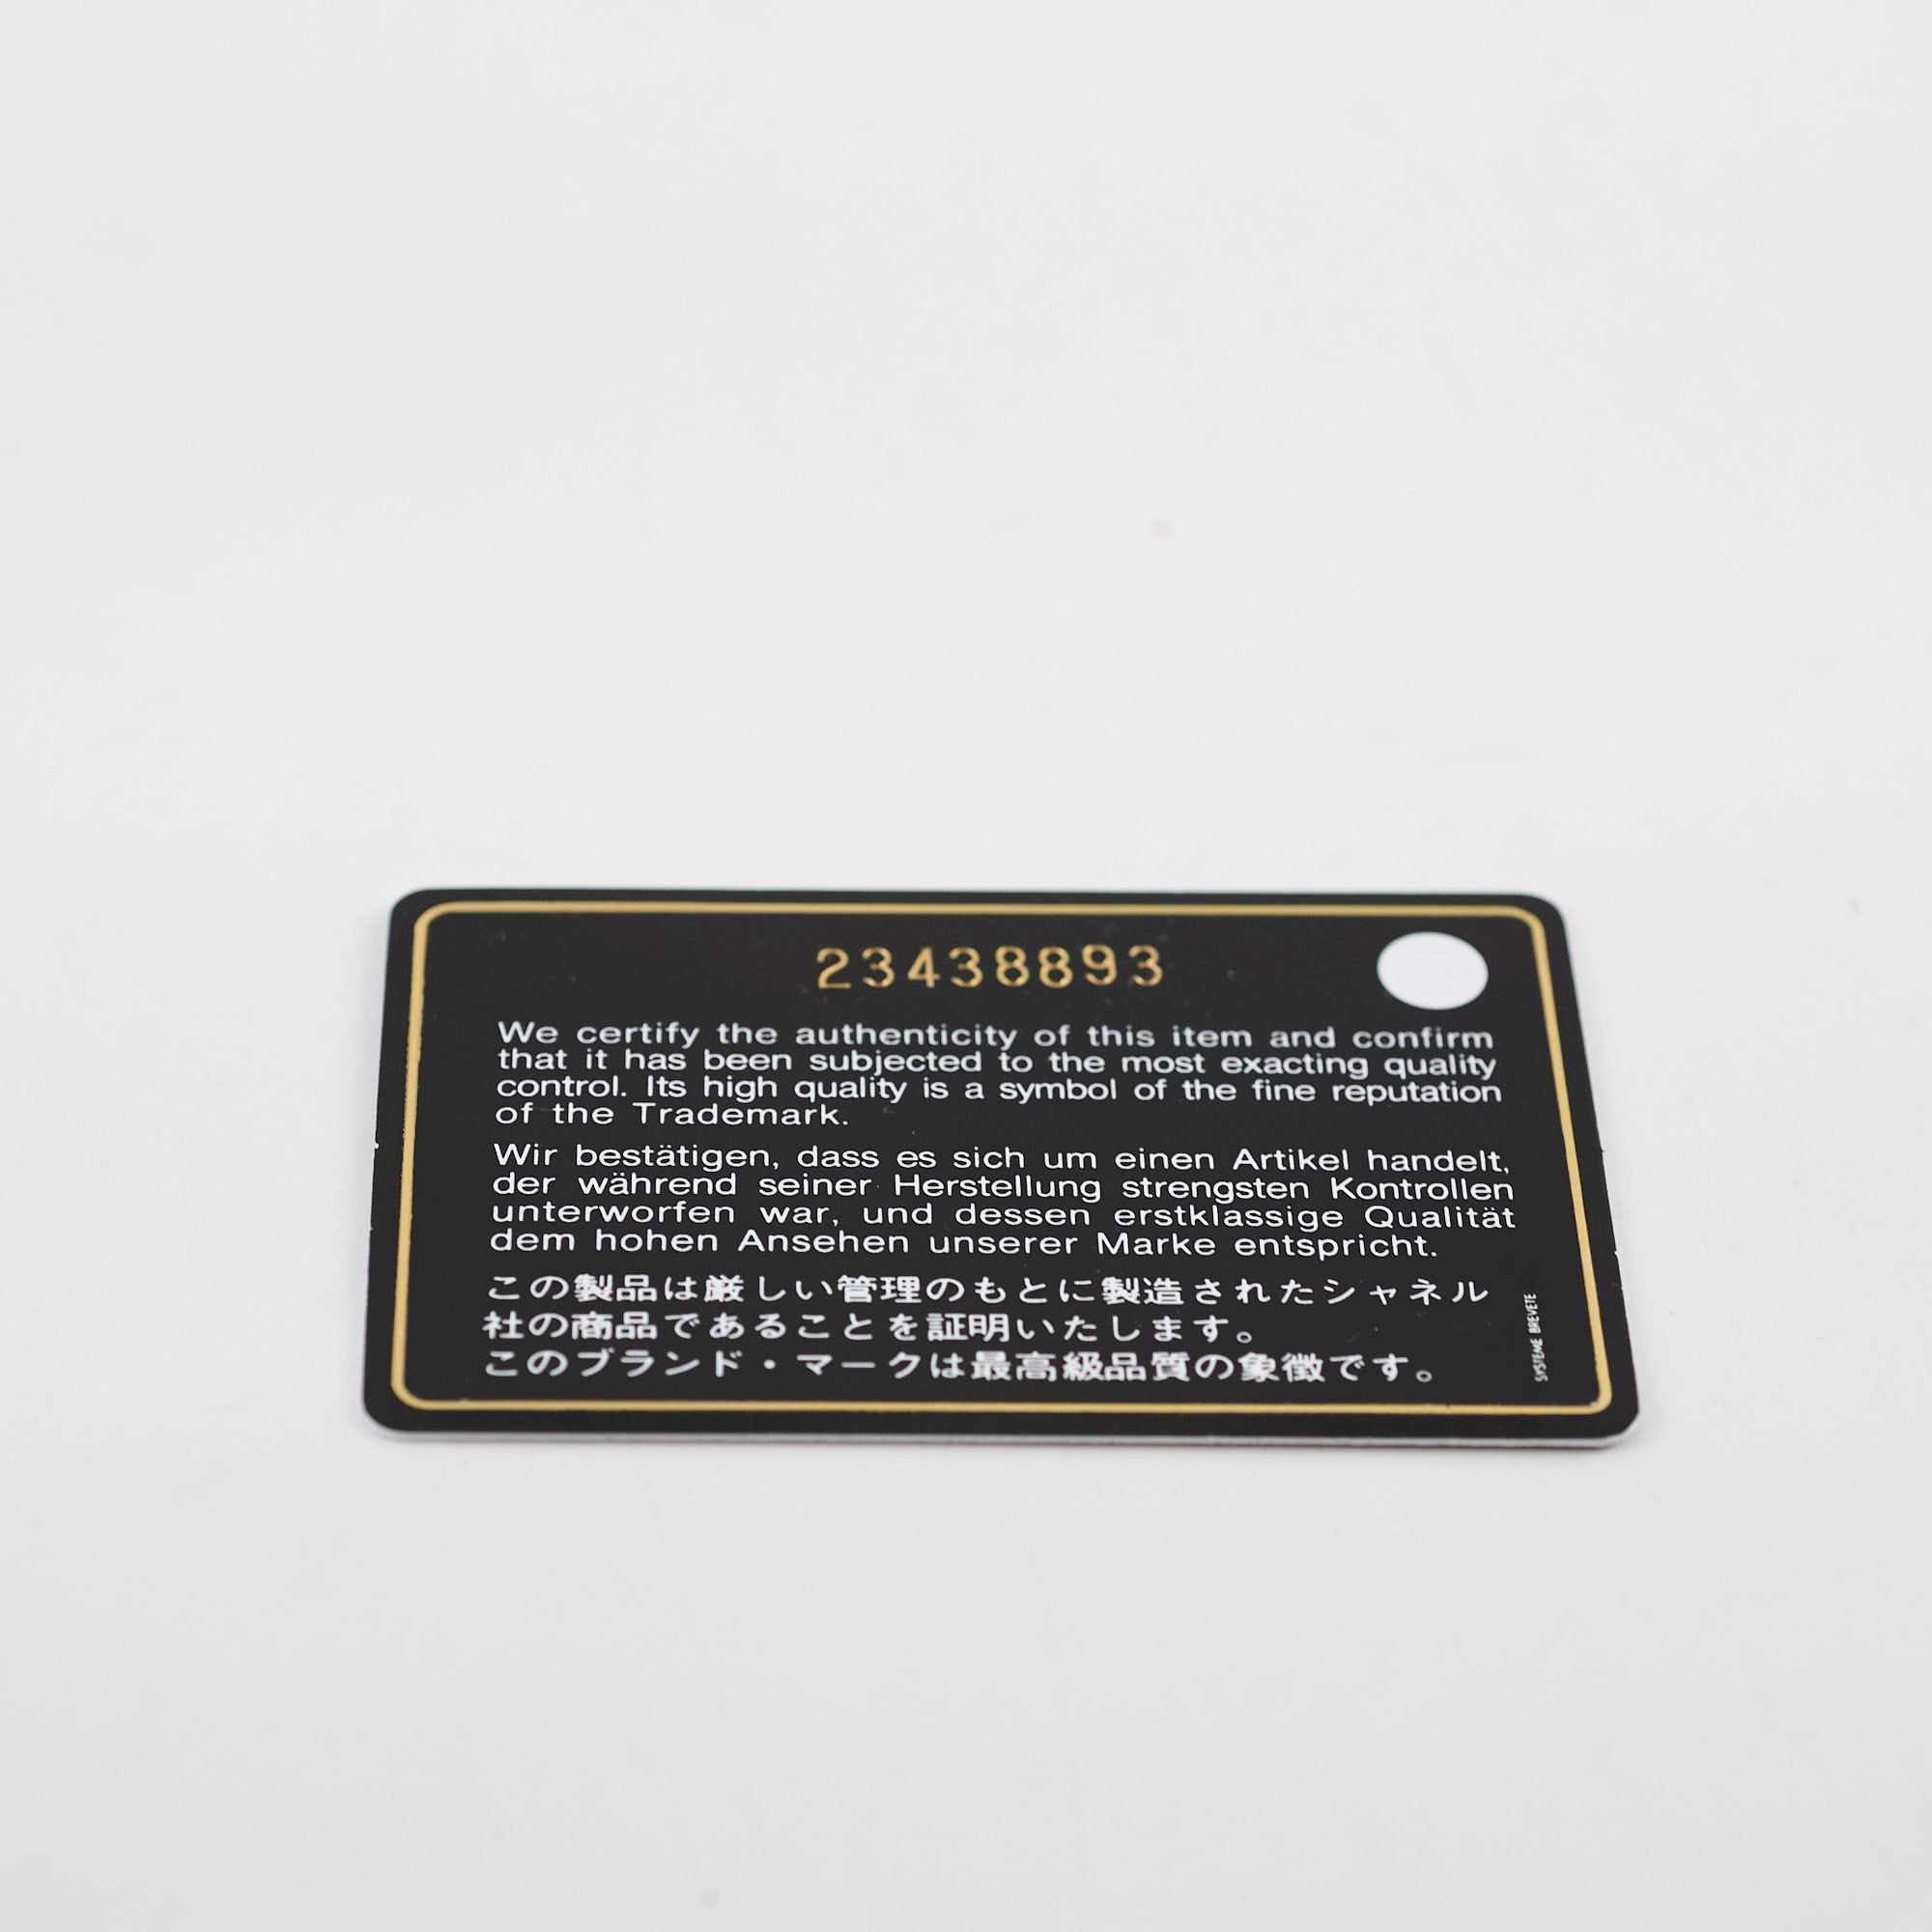 23438893
We certify the authenticity of this item and confirm
that it has been subjected to the most exacting quality
control. Its high quality is a symbol of the fine reputation
of the Trademark.
Wir bestätigen, dass es sich um einen Artikel handelt,
der während seiner Herstellung strengsten Kontrollen
unterworfen war, und dessen erstklassige Qualität
dem hohen Ansehen unserer Marke entspricht.
この製品は厳しい管理のもとに製造されたシャネル
社の商品であることを証明いたします。
このブランド・マークは最高級品質の象徴です。
SYSTEME BREVETE